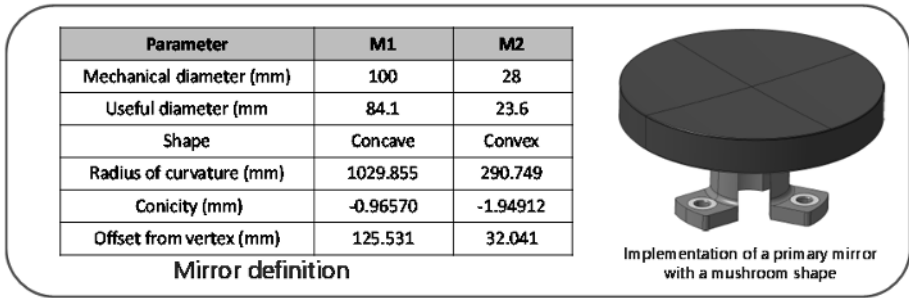 Parameter M1 M2
Mechanical diameter (mm) 100 28
Useful diameter (mm 84.1 23.6
Shape Concave Convex
Radius of curvature (mm) 1029.855 290.749
Conicity (mm) -0.96570 -1.94912
Offset from vertex (mm) 125.531 32.041
Mirror definition
Implementation of a primary mirror
with a mushroom shape